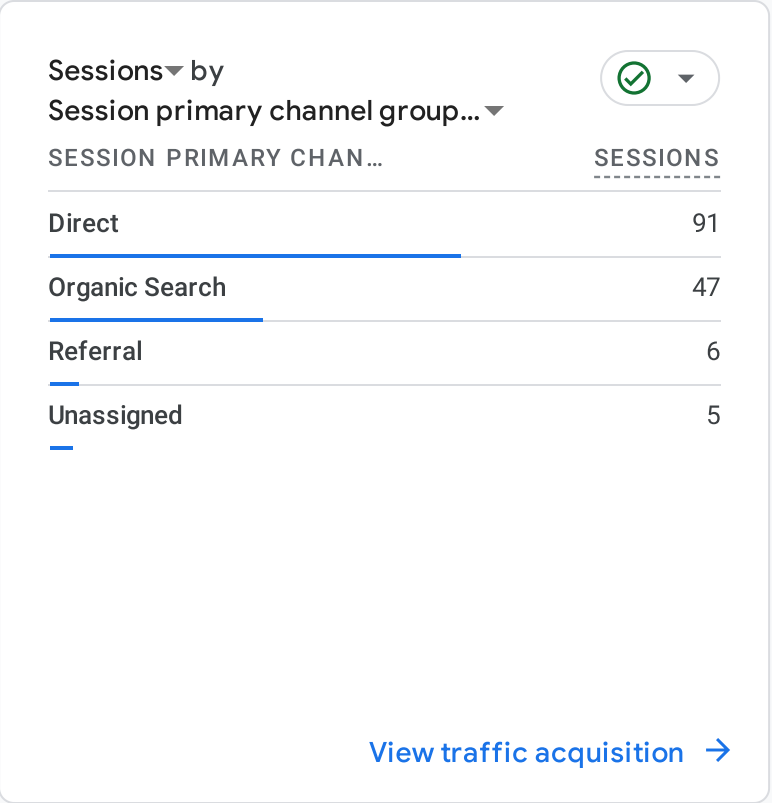 Sessions by
Session primary channel group...
SESSION PRIMARY CHAN... SESSIONS
Direct 91
Organic Search 47
Referral 6
Unassigned 5
View traffic acquisition